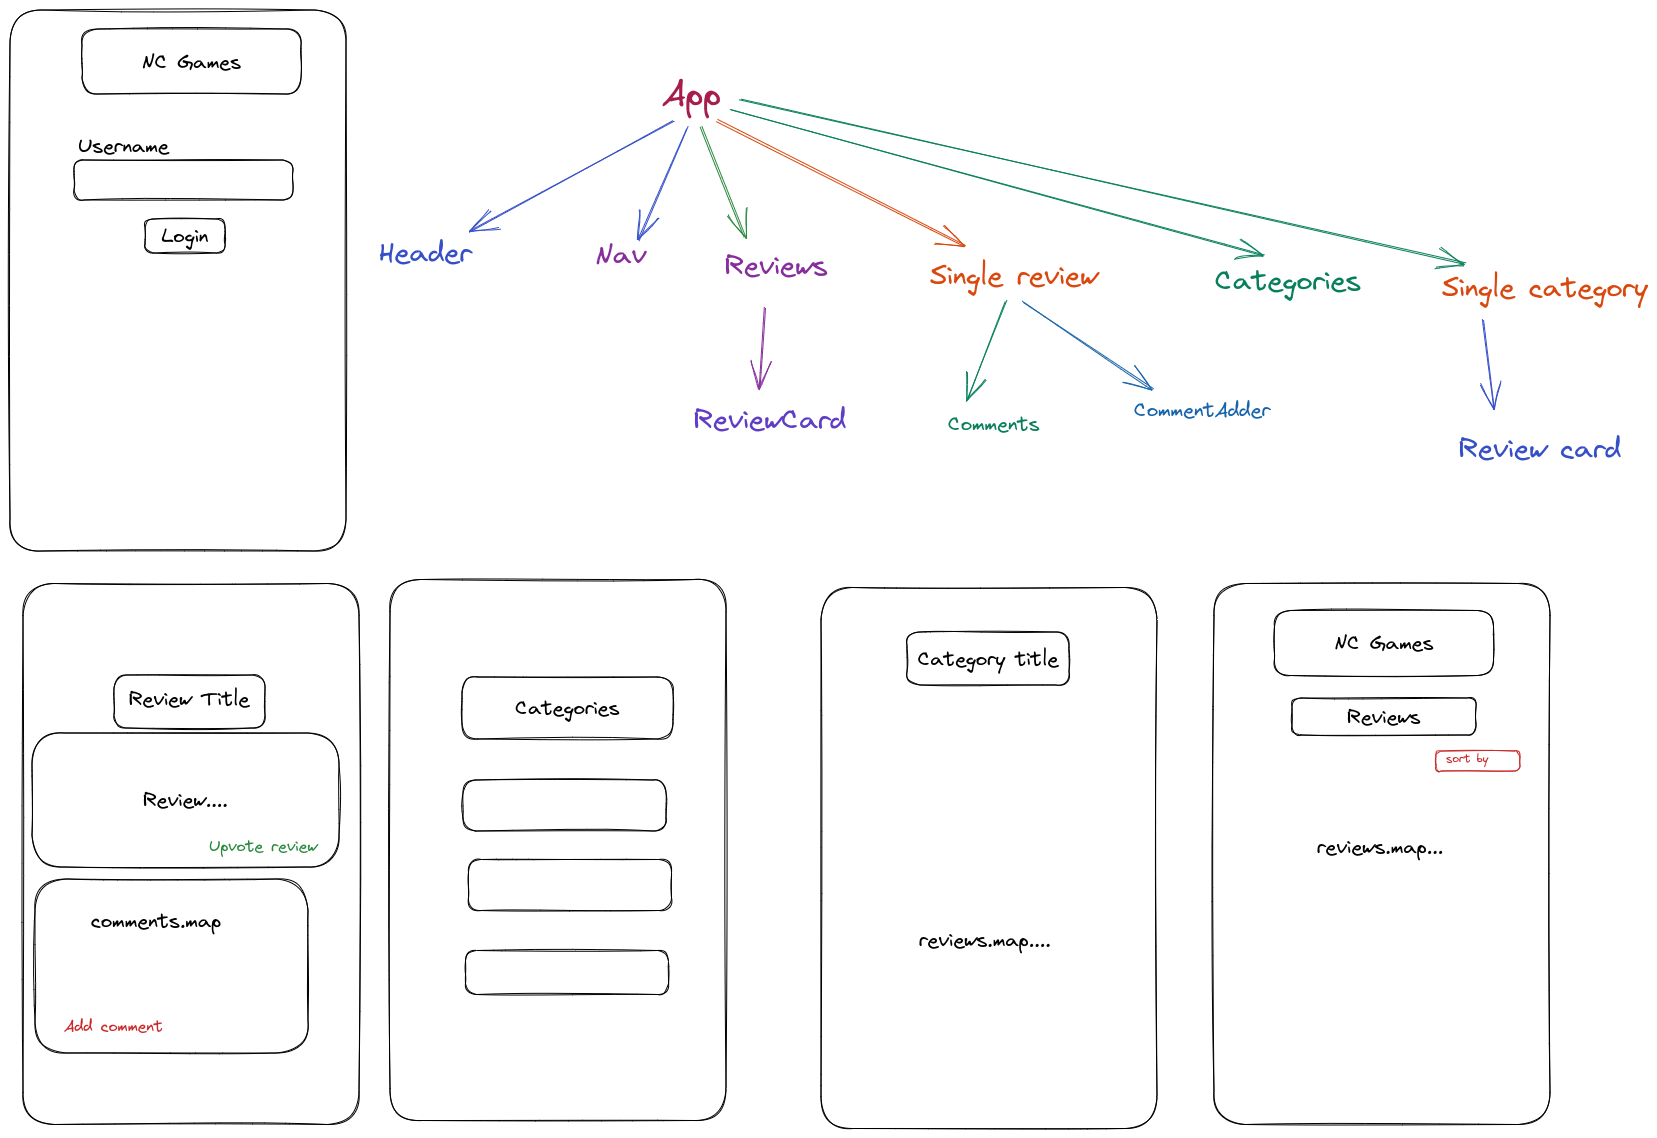 NC Games
Username
Login
App
Header
Nav
Reviews
Single review
Categories
Single category
ReviewCard
Comments
CommentAdder
Review card
Review Title
Review....
Upvote review
comments.map
Add comment
Categories
Category title
reviews.map....
NC Games
Reviews
sort by
reviews.map...